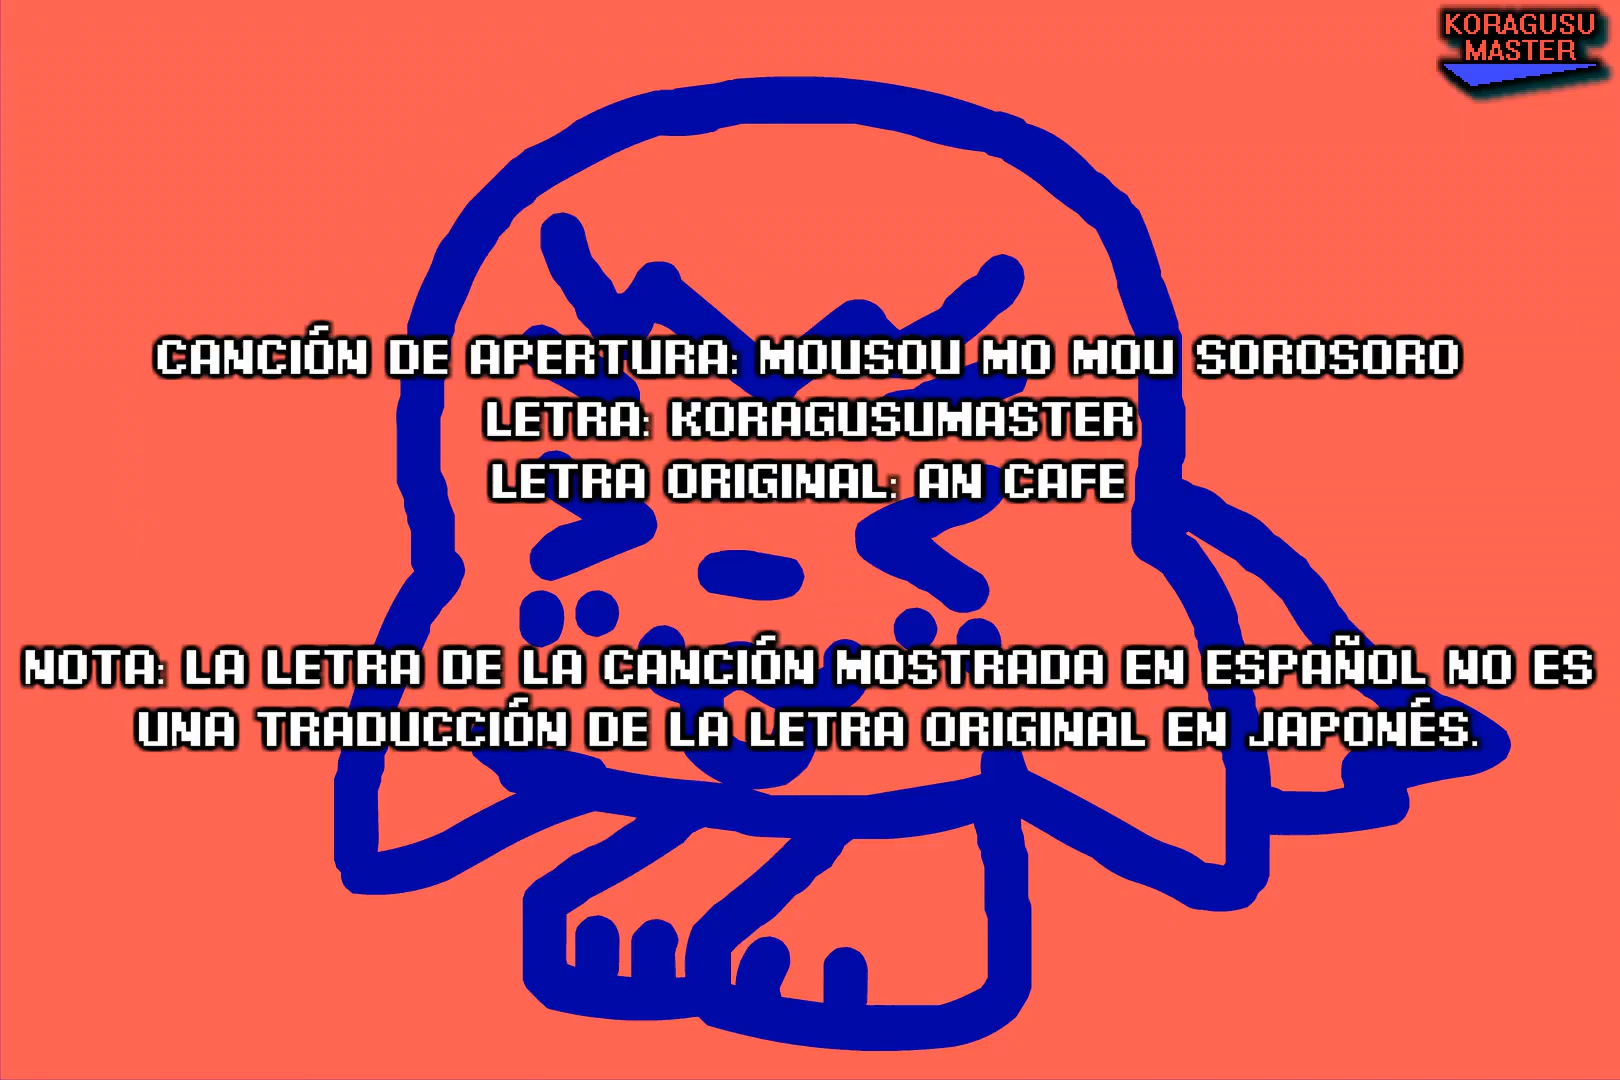 KORAGUSU
MASTER
CANCIÓN DE APERTURA: MOUSOU MO MOU SOROSORO
LETRA: KORAGUSUMASTER
LETRA ORIGINAL: AN CAFE
NOTA: LA LETRA DE LA CANCIÓN MOSTRADA EN ESPAÑOL NO ES
UNA TRADUCCIÓN DE LA LETRA ORIGINAL EN JAPONÉS.